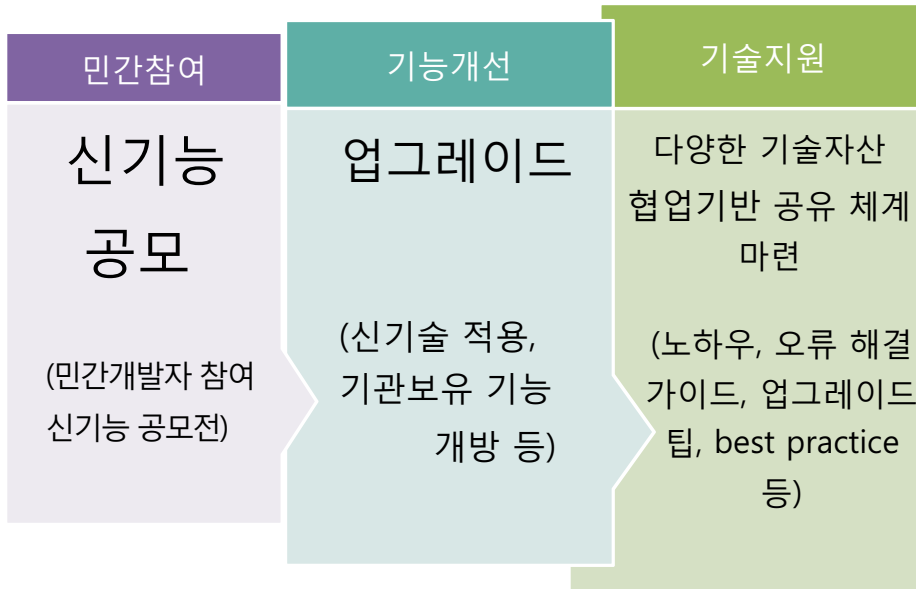 민간참여
신기능
공모
(민간개발자 참여
신기능 공모전)
기능개선
업그레이드
(신기술 적용,
기관보유 기능
개방 등)
기술지원
다양한 기술자산
협업기반 공유 체계
마련
(노하우, 오류 해결
가이드, 업그레이드
팁, best practice
등)